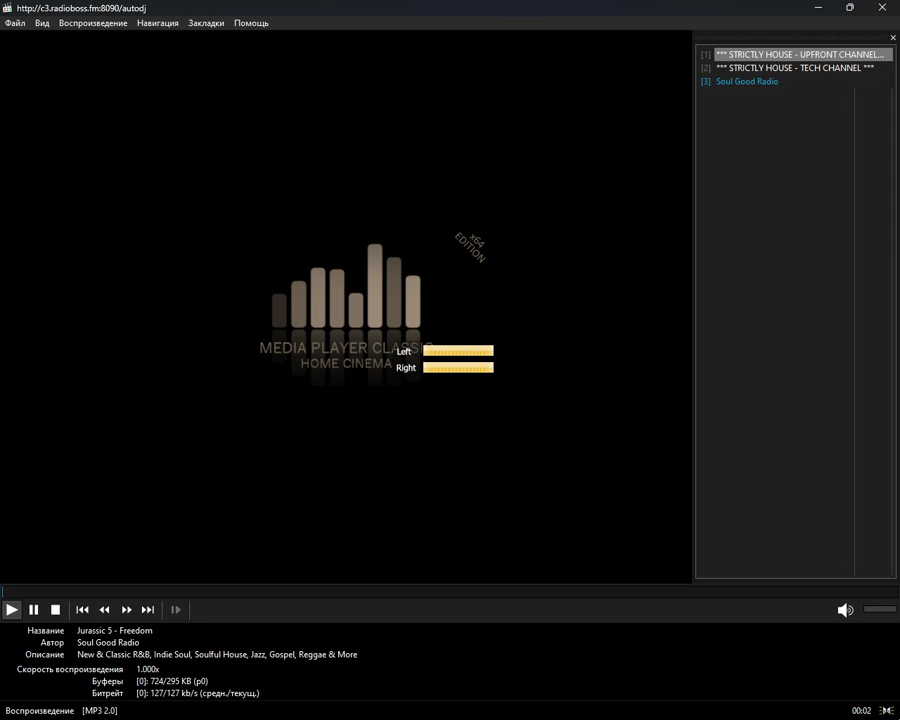 http://c3.radioboss.fm:8090/autodj
Файл Вид Воспроизведение Навигация Закладки Помощь
[1] *** STRICTLY HOUSE - UPFRONT CHANNEL...
[2] *** STRICTLY HOUSE - TECH CHANNEL ***
[3] Soul Good Radio
x64
EDITION
MEDIA PLAYER CLASSIC
HOME CINEMA
Left
Right
Название Jurassic 5 - Freedom
Автор Soul Good Radio
Описание New & Classic R&B, Indie Soul, Soulful House, Jazz, Gospel, Reggae & More
Скорость воспроизведения 1.000x
Буферы [0]: 724/295 KB (p0)
Битрейт [0]: 127/127 kb/s (средн./текущ.)
Воспроизведение [MP3 2.0] 00:02